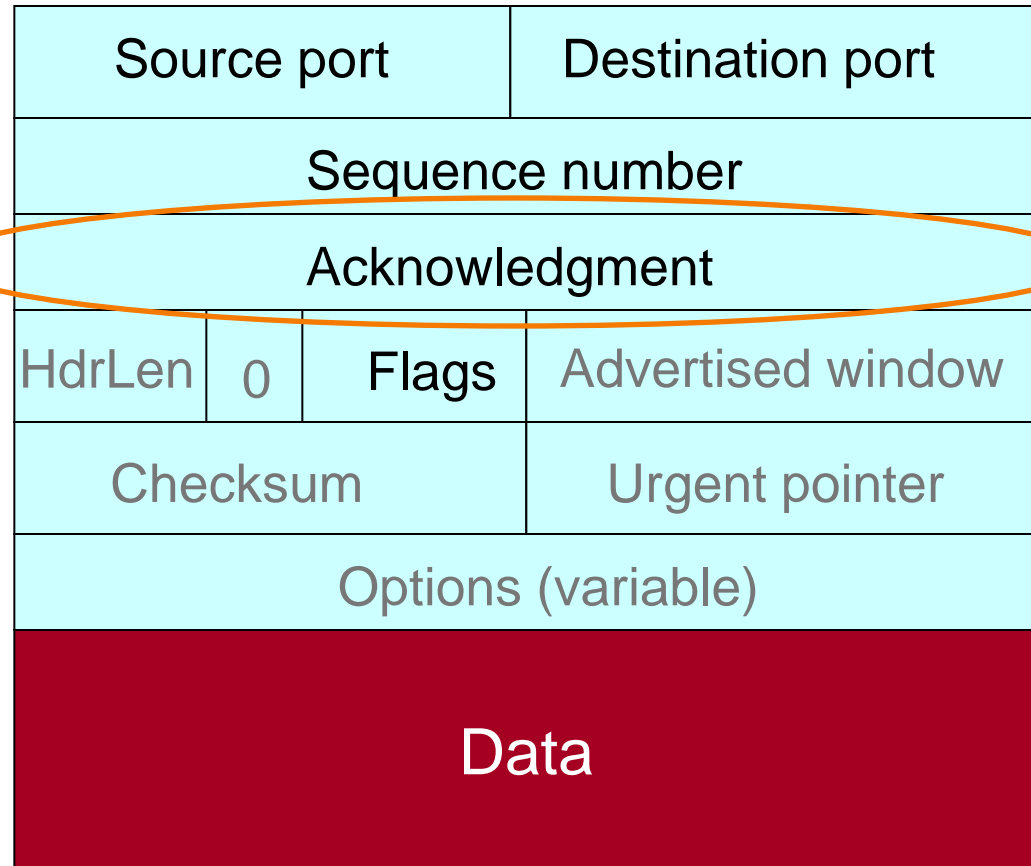 Source port Destination port
Sequence number
Acknowledgment
HdrLen 0 Flags Advertised window
Checksum Urgent pointer
Options (variable)
Data